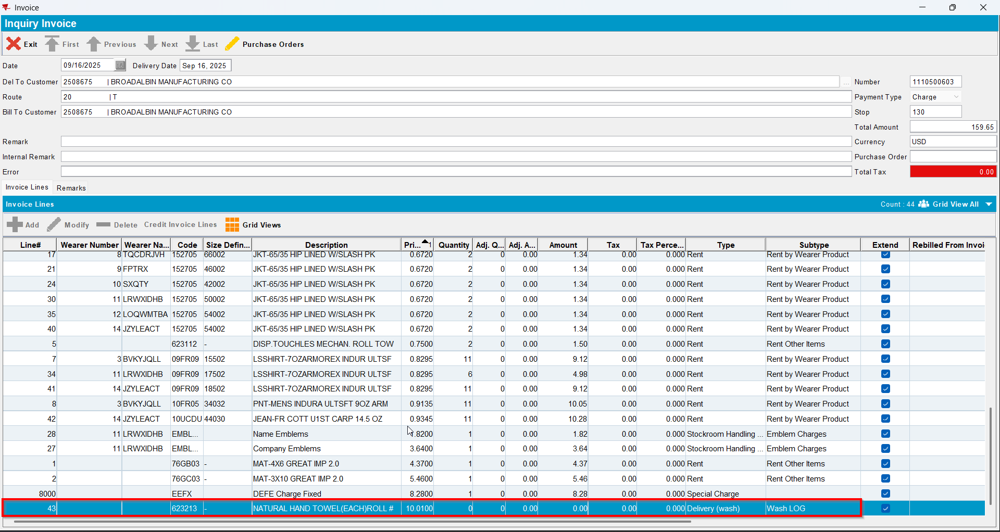 Invoice
Inquiry Invoice
Exit First Previous Next Last Purchase Orders
Date 09/16/2025 Delivery Date Sep 16, 2025
Del To Customer 2508675 | BROADALBIN MANUFACTURING CO ... Number 1110500603
Route 20 | T Payment Type Charge
Bill To Customer 2508675 | BROADALBIN MANUFACTURING CO Stop 130
Total Amount 159.65
Remark Currency USD
Internal Remark Purchase Order
Error Total Tax 0.00
Invoice Lines Remarks
Invoice Lines Count : 44 Grid View All
Add Modify Delete Credit Invoice Lines Grid Views
Line# Wearer Number Wearer Na... Code Size Defin... Description Pri... 1 Quantity Adj. Q... Adj. A... Amount Tax Tax Perce... Type Subtype Extend Rebilled From Invoi
17 8 TQCDRJVH 152705 66002 JKT-65/35 HIP LINED W/SLASH PK 0.6720 2 0 0.00 1.34 0.00 0.000 Rent Rent by Wearer Product
21 9 FPTRX 152705 46002 JKT-65/35 HIP LINED W/SLASH PK 0.6720 2 0 0.00 1.34 0.00 0.000 Rent Rent by Wearer Product
24 10 SXQTY 152705 42002 JKT-65/35 HIP LINED W/SLASH PK 0.6720 2 0 0.00 1.34 0.00 0.000 Rent Rent by Wearer Product
30 11 LRWXIDHB 152705 50002 JKT-65/35 HIP LINED W/SLASH PK 0.6720 2 0 0.00 1.34 0.00 0.000 Rent Rent by Wearer Product
35 12 LOQWMTBA 152705 54002 JKT-65/35 HIP LINED W/SLASH PK 0.6720 2 0 0.00 1.34 0.00 0.000 Rent Rent by Wearer Product
40 14 JZYLEACT 152705 54002 JKT-65/35 HIP LINED W/SLASH PK 0.6720 2 0 0.00 1.34 0.00 0.000 Rent Rent by Wearer Product
5 623112 - DISP.TOUCHLES MECHAN. ROLL TOW 0.7500 2 0 0.00 1.50 0.00 0.000 Rent Rent Other Items
7 3 BVKYJQLL 09FR09 15502 LSSHIRT-7OZARMOREX INDUR ULTSF 0.8295 11 0 0.00 9.12 0.00 0.000 Rent Rent by Wearer Product
34 11 LRWXIDHB 09FR09 17502 LSSHIRT-7OZARMOREX INDUR ULTSF 0.8295 6 0 0.00 4.98 0.00 0.000 Rent Rent by Wearer Product
41 14 JZYLEACT 09FR09 18502 LSSHIRT-7OZARMOREX INDUR ULTSF 0.8295 11 0 0.00 9.12 0.00 0.000 Rent Rent by Wearer Product
8 3 BVKYJQLL 10FR05 34032 PNT-MENS INDURA ULTSFT 9OZ ARM 0.9135 11 0 0.00 10.05 0.00 0.000 Rent Rent by Wearer Product
42 14 JZYLEACT 10UCDU 44030 JEAN-FR COTT U1ST CARP 14.5 OZ 0.9345 11 0 0.00 10.28 0.00 0.000 Rent Rent by Wearer Product
28 11 LRWXIDHB EMBL... Name Emblems .8200 1 0 0.00 1.82 0.00 0.000 Stockroom Handling ... Emblem Charges
27 11 LRWXIDHB EMBL... Company Emblems 3.6400 1 0 0.00 3.64 0.00 0.000 Stockroom Handling ... Emblem Charges
1 76GB03 - MAT-4X6 GREAT IMP 2.0 4.3700 1 0 0.00 4.37 0.00 0.000 Rent Rent Other Items
2 76GC03 - MAT-3X10 GREAT IMP 2.0 5.4600 1 0 0.00 5.46 0.00 0.000 Rent Rent Other Items
8000 EEFX DEFE Charge Fixed 8.2800 1 0 0.00 8.28 0.00 0.000 Special Charge
43 623213 - NATURAL HAND TOWEL(EACH)ROLL # 10.0100 0 0 0.00 0.00 0.00 0.000 Delivery (wash) Wash LOG